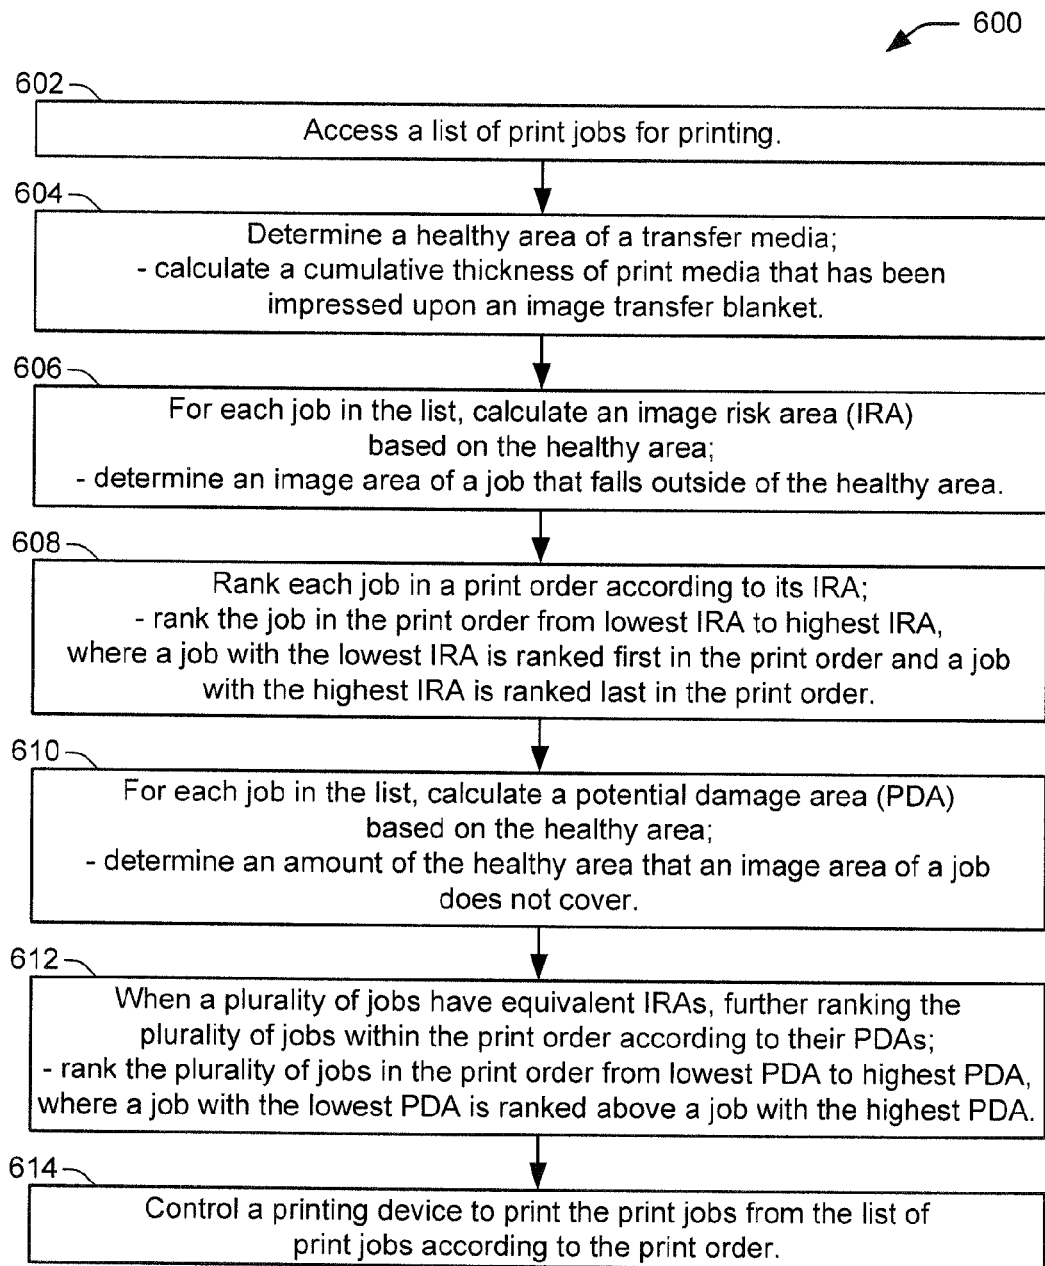 600
602
Access a list of print jobs for printing.
604
Determine a healthy area of a transfer media;
- calculate a cumulative thickness of print media that has been
impressed upon an image transfer blanket.
606
For each job in the list, calculate an image risk area (IRA)
based on the healthy area;
- determine an image area of a job that falls outside of the healthy area.
608
Rank each job in a print order according to its IRA;
- rank the job in the print order from lowest IRA to highest IRA,
where a job with the lowest IRA is ranked first in the print order and a job
with the highest IRA is ranked last in the print order.
610
For each job in the list, calculate a potential damage area (PDA)
based on the healthy area;
- determine an amount of the healthy area that an image area of a job
does not cover.
612
When a plurality of jobs have equivalent IRAs, further ranking the
plurality of jobs within the print order according to their PDAs;
- rank the plurality of jobs in the print order from lowest PDA to highest PDA,
where a job with the lowest PDA is ranked above a job with the highest PDA.
614
Control a printing device to print the print jobs from the list of
print jobs according to the print order.